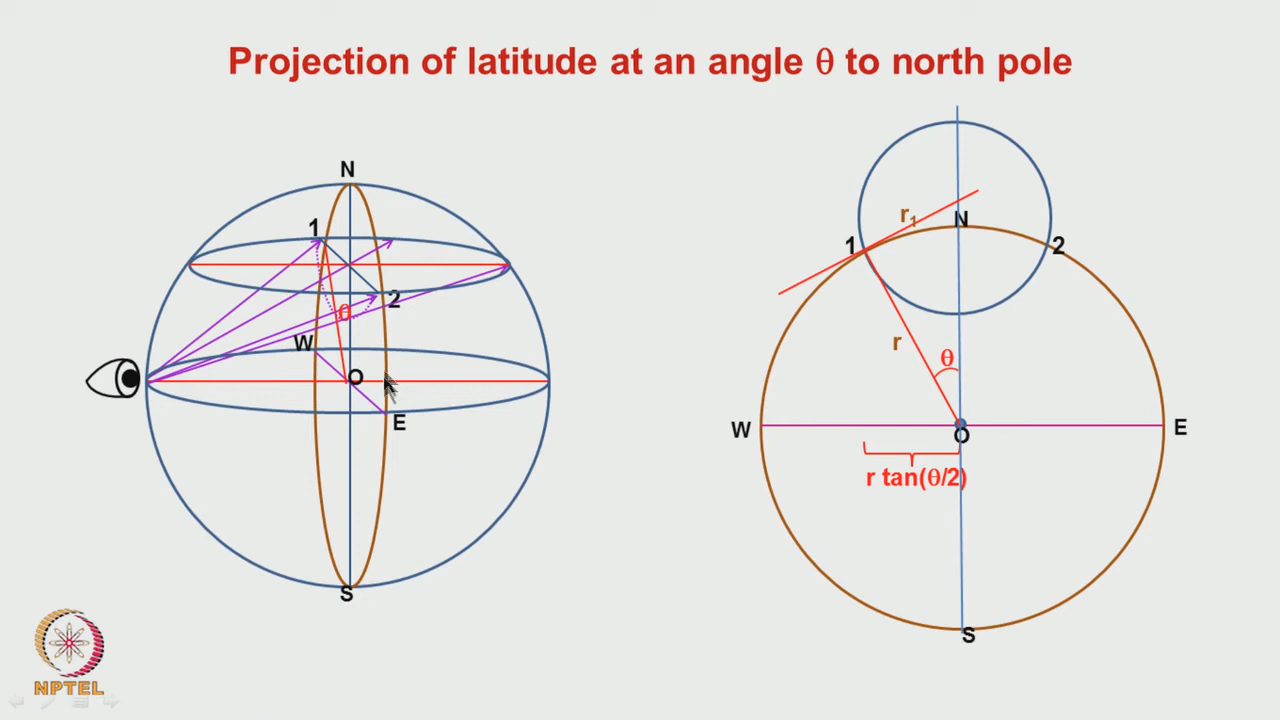 Projection of latitude at an angle θ to north pole
N
1
2
θ
W
O
E
S
r₁
N
1
2
r
θ
W
O
E
r tan(θ/2)
S
NPTEL